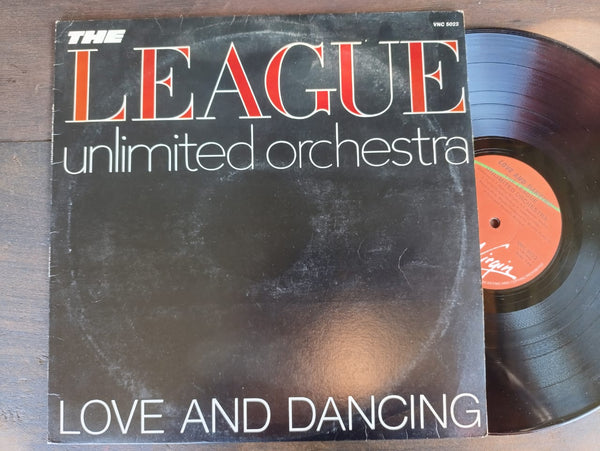 VNC 5022
THE
LEAGUE
unlimited orchestra
LOVE AND DANCING
Virgin